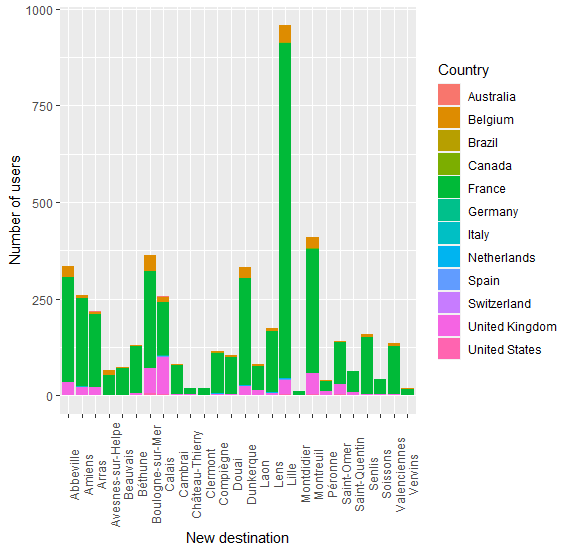 1000
750
500
250
0
Number of users
Abbeville
Amiens
Arras
Avesnes-sur-Helpe
Beauvais
Béthune
Boulogne-sur-Mer
Calais
Cambrai
Château-Thierry
Clermont
Compiègne
Douai
Dunkerque
Laon
Lens
Lille
Montdidier
Montreuil
Péronne
Saint-Omer
Saint-Quentin
Senlis
Soissons
Valenciennes
Vervins
New destination
Country
Australia
Belgium
Brazil
Canada
France
Germany
Italy
Netherlands
Spain
Switzerland
United Kingdom
United States